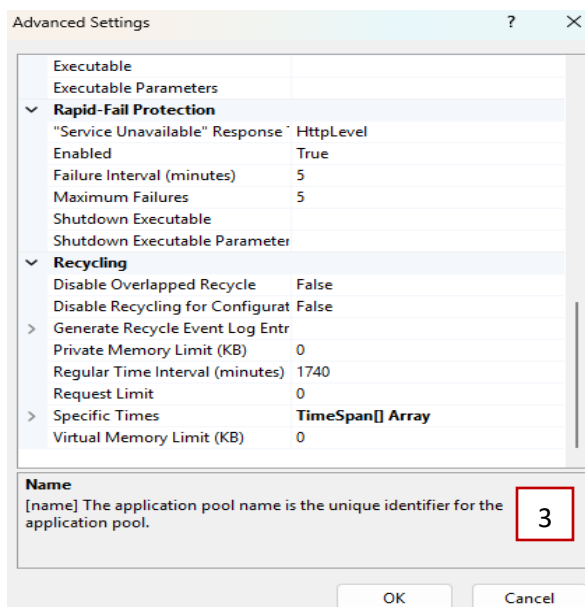 Advanced Settings ? ×
Executable
Executable Parameters
Rapid-Fail Protection
"Service Unavailable" Response HttpLevel
Enabled True
Failure Interval (minutes) 5
Maximum Failures 5
Shutdown Executable
Shutdown Executable Parameter
Recycling
Disable Overlapped Recycle False
Disable Recycling for Configurat False
Generate Recycle Event Log Entr
Private Memory Limit (KB) 0
Regular Time Interval (minutes) 1740
Request Limit 0
Specific Times TimeSpan[] Array
Virtual Memory Limit (KB) 0
Name
[name] The application pool name is the unique identifier for the
application pool.
3
OK Cancel